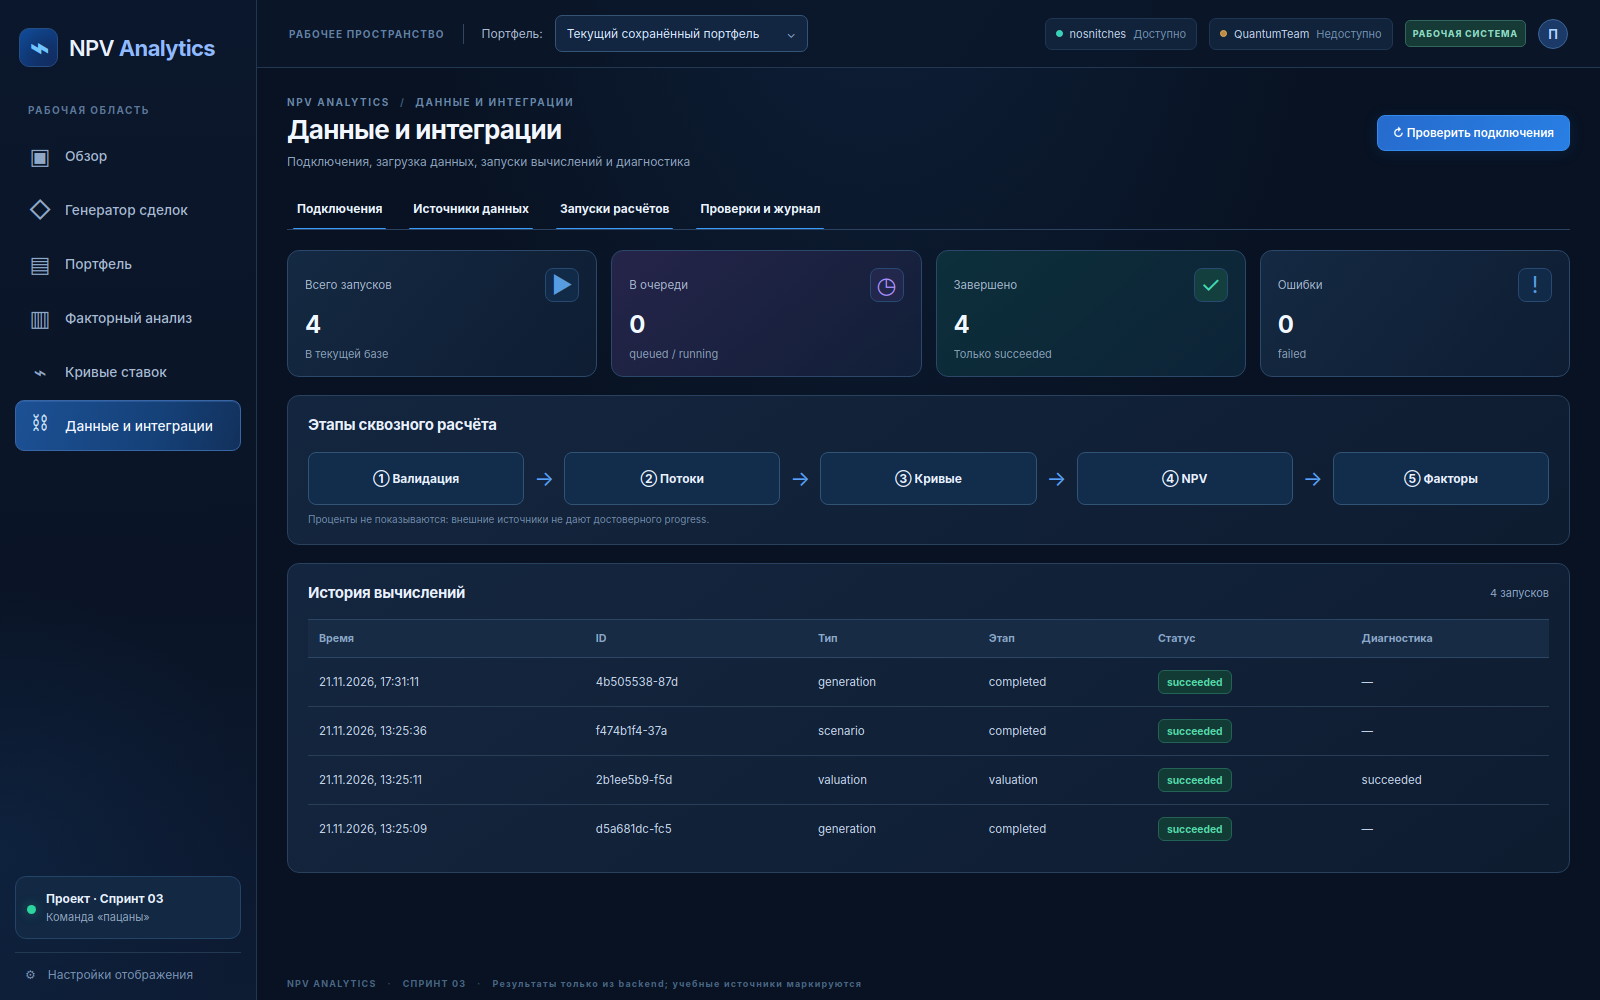 NPV Analytics
РАБОЧАЯ ОБЛАСТЬ
Обзор
Генератор сделок
Портфель
Факторный анализ
Кривые ставок
Данные и интеграции
Проект · Спринт 03
Команда «пацаны»
Настройки отображения
РАБОЧЕЕ ПРОСТРАНСТВО
Портфель:
Текущий сохранённый портфель
nosnitches Доступно
QuantumTeam Недоступно
РАБОЧАЯ СИСТЕМА
П
NPV ANALYTICS / ДАННЫЕ И ИНТЕГРАЦИИ
Данные и интеграции
Подключения, загрузка данных, запуски вычислений и диагностика
↻ Проверить подключения
Подключения
Источники данных
Запуски расчётов
Проверки и журнал
Всего запусков
4
В текущей базе
В очереди
0
queued / running
Завершено
4
Только succeeded
Ошибки
!
0
failed
Этапы сквозного расчёта
① Валидация → ② Потоки → ③ Кривые → ④ NPV → ⑤ Факторы
Проценты не показываются: внешние источники не дают достоверного progress.
История вычислений
4 запусков
Время ID Тип Этап Статус Диагностика
21.11.2026, 17:31:11 4b505538-87d generation completed succeeded —
21.11.2026, 13:25:36 f474b1f4-37a scenario completed succeeded —
21.11.2026, 13:25:11 2b1ee5b9-f5d valuation valuation succeeded succeeded
21.11.2026, 13:25:09 d5a681dc-fc5 generation completed succeeded —
NPV ANALYTICS · СПРИНТ 03 · Результаты только из backend; учебные источники маркируются